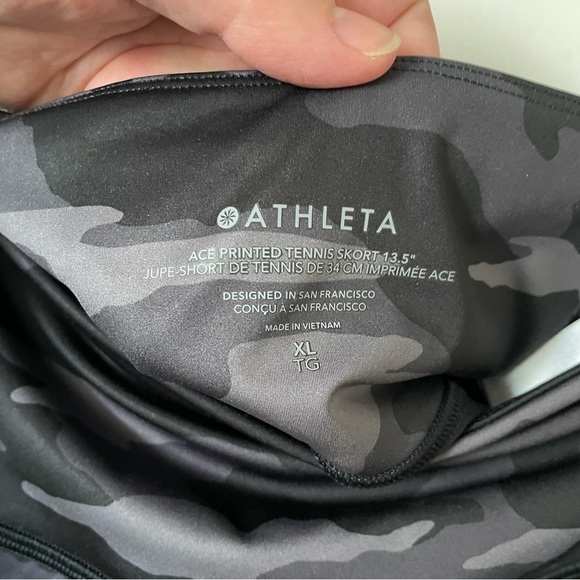 ATHLETA
ACE PRINTED TENNIS SKORT 13.5"
JUPE-SHORT DE TENNIS DE 34 CM IMPRIMÉE ACE
DESIGNED IN SAN FRANCISCO
CONÇU À SAN FRANCISCO
MADE IN VIETNAM
XL
TG